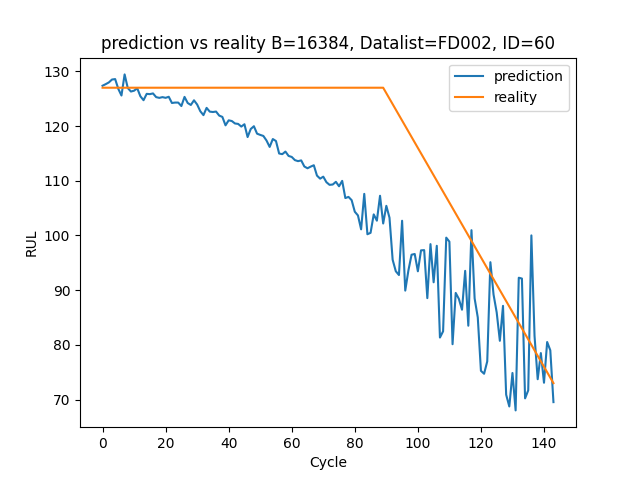 prediction vs reality B=16384, Datalist=FD002, ID=60
prediction
reality
130
120
110
100
90
80
70
RUL
0 20 40 60 80 100 120 140
Cycle